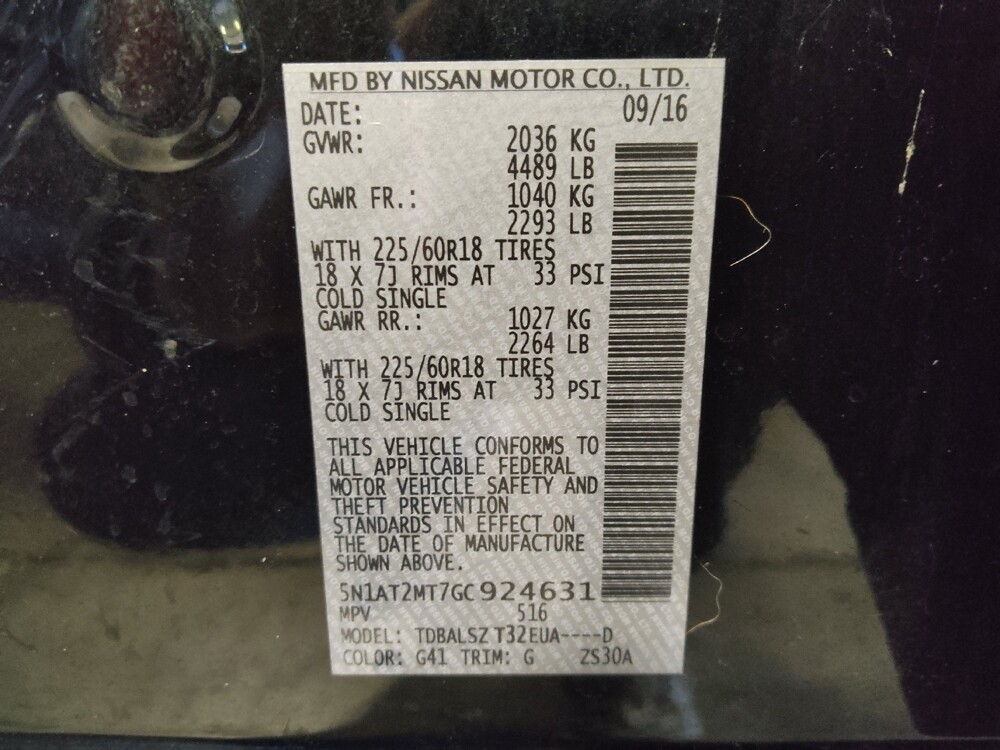 MFD BY NISSAN MOTOR CO., LTD.
DATE: 09/16
GVWR: 2036 KG
4489 LB
GAWR FR.: 1040 KG
2293 LB
WITH 225/60R18 TIRES
18 X 7J RIMS AT 33 PSI
COLD SINGLE
GAWR RR.: 1027 KG
2264 LB
WITH 225/60R18 TIRES
18 X 7J RIMS AT 33 PSI
COLD SINGLE
THIS VEHICLE CONFORMS TO
ALL APPLICABLE FEDERAL
MOTOR VEHICLE SAFETY AND
THEFT PREVENTION
STANDARDS IN EFFECT ON
THE DATE OF MANUFACTURE
SHOWN ABOVE.
5N1AT2MT7GC924631
MPV 516
MODEL: TDBALSZ T32EUA----D
COLOR: G41 TRIM: G ZS30A